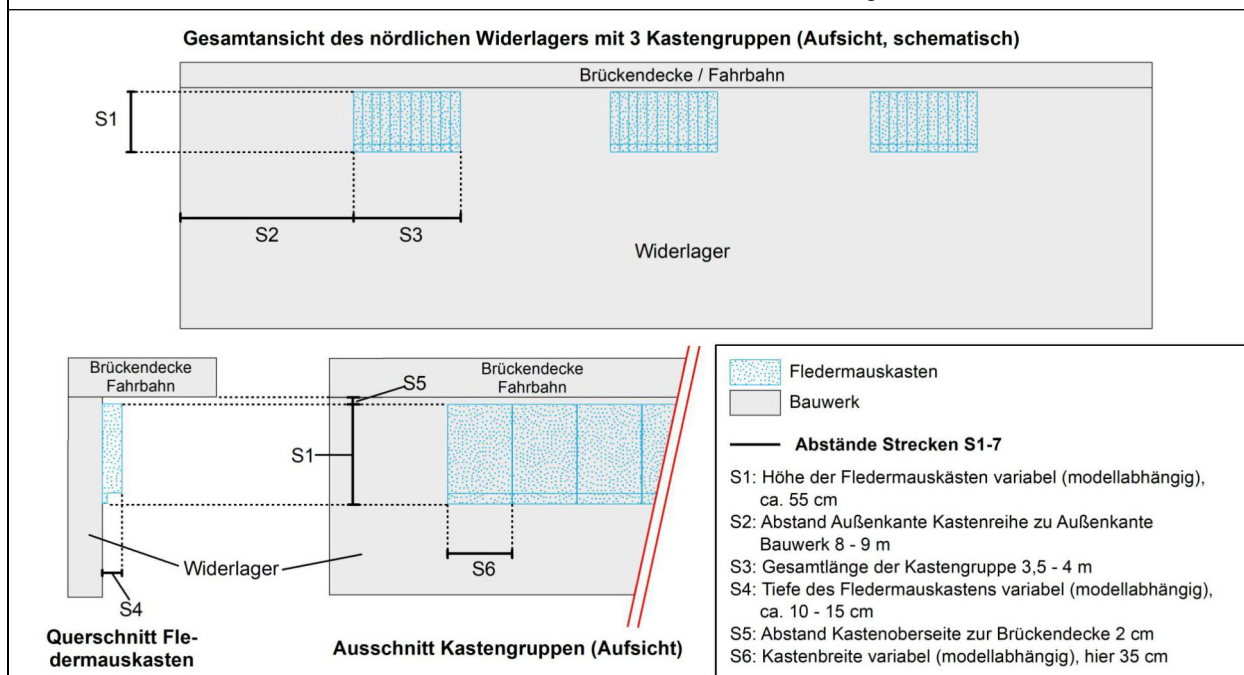 Gesamtansicht des nördlichen Widerlagers mit 3 Kastengruppen (Aufsicht, schematisch)
Brückendecke / Fahrbahn
S1
S2
S3
Widerlager
Brückendecke
Fahrbahn
S4
Widerlager
Querschnitt Fle-
dermauskasten
Brückendecke
Fahrbahn
S5
S1
S6
Ausschnitt Kastengruppen (Aufsicht)
Fledermauskasten
Bauwerk
Abstände Strecken S1-7
S1: Höhe der Fledermauskästen variabel (modellabhängig),
ca. 55 cm
S2: Abstand Außenkante Kastenreihe zu Außenkante
Bauwerk 8 - 9 m
S3: Gesamtlänge der Kastengruppe 3,5 - 4 m
S4: Tiefe des Fledermauskastens variabel (modellabhängig),
ca. 10 - 15 cm
S5: Abstand Kastenoberseite zur Brückendecke 2 cm
S6: Kastenbreite variabel (modellabhängig), hier 35 cm